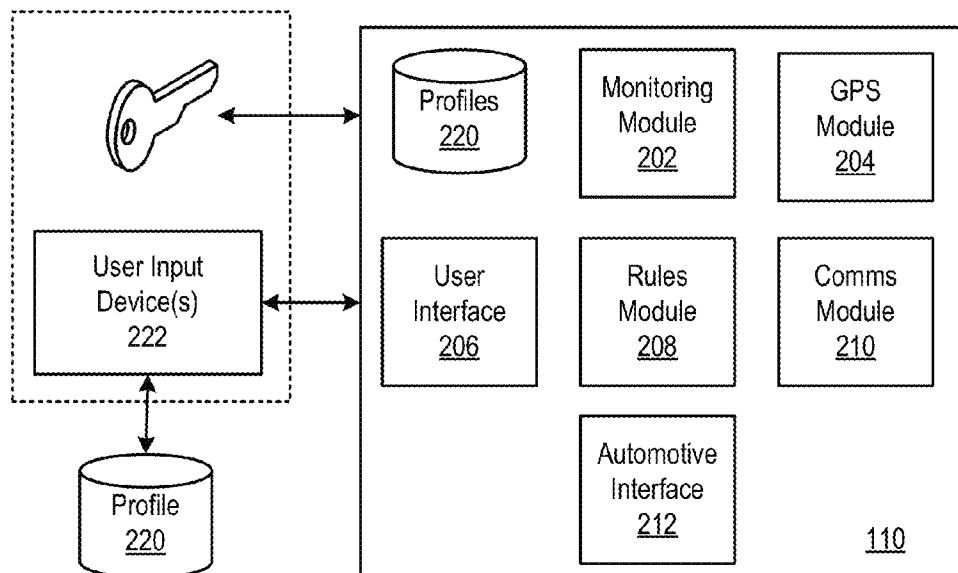 Profiles
220
Monitoring
Module
202
GPS
Module
204
User Input
Device(s)
222
User
Interface
206
Rules
Module
208
Comms
Module
210
Automotive
Interface
212
Profile
220
110